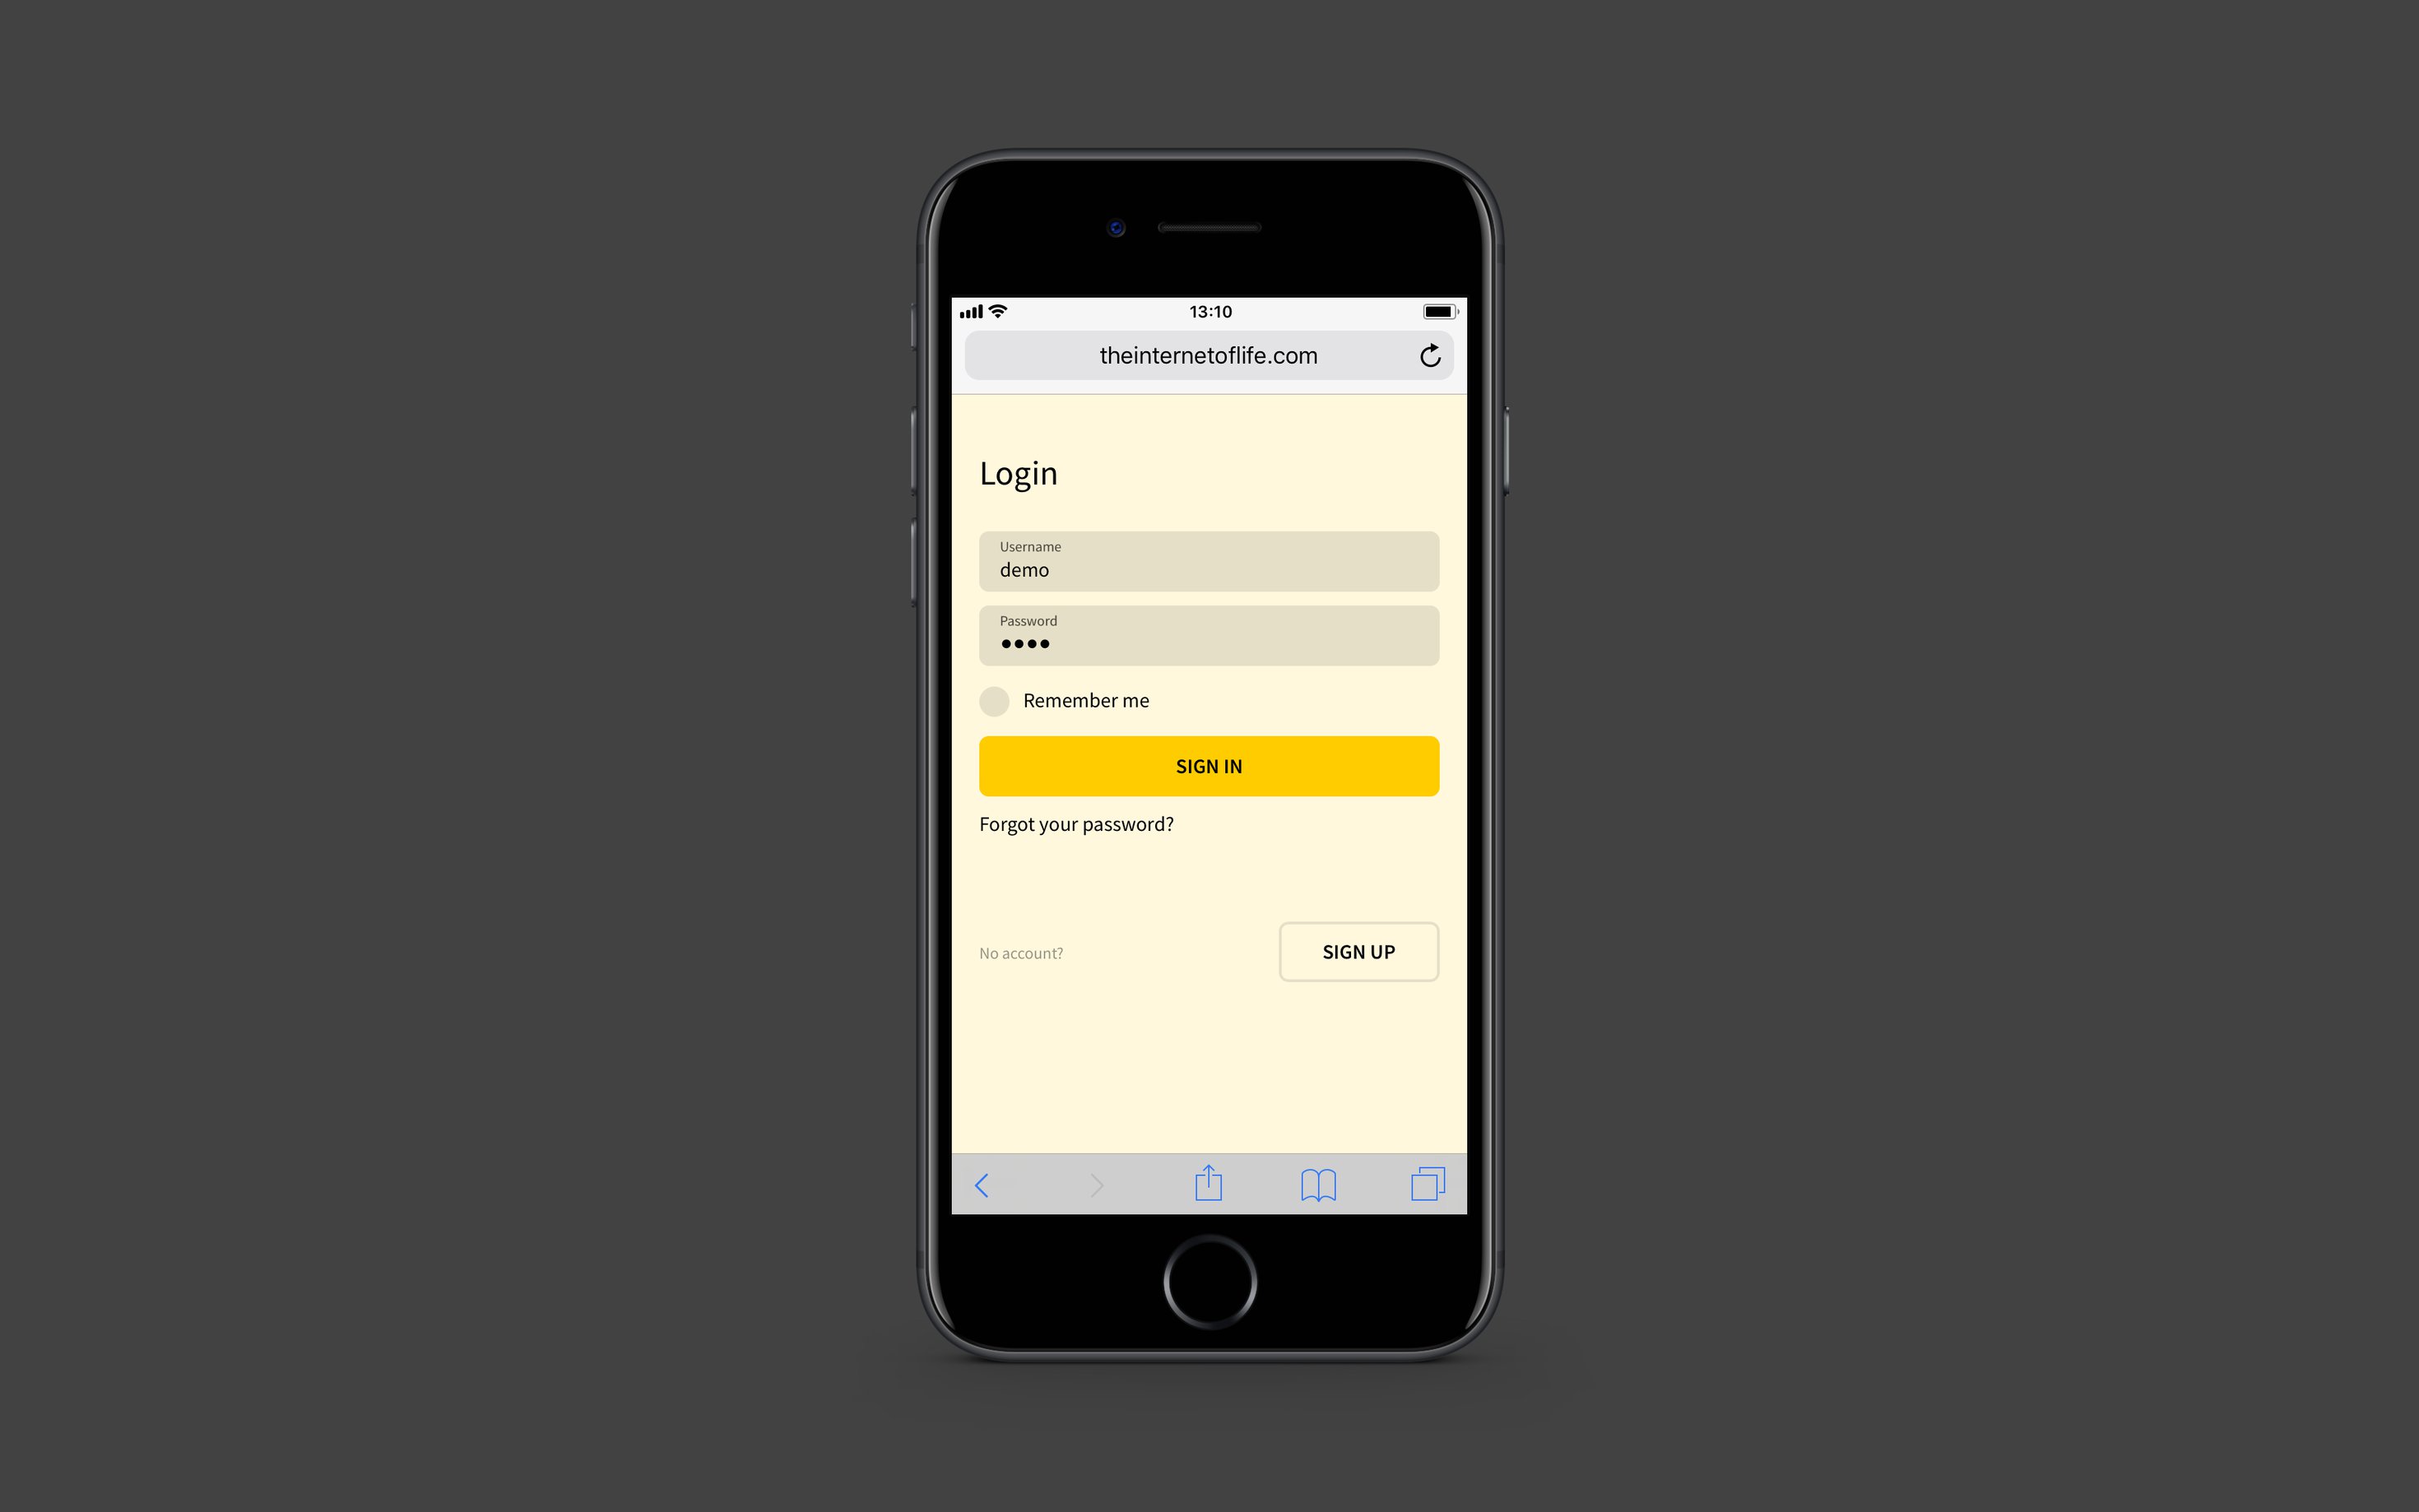 13:10
theinternetoflife.com
Login
Username
demo
Password
Remember me
SIGN IN
Forgot your password?
No account?
SIGN UP